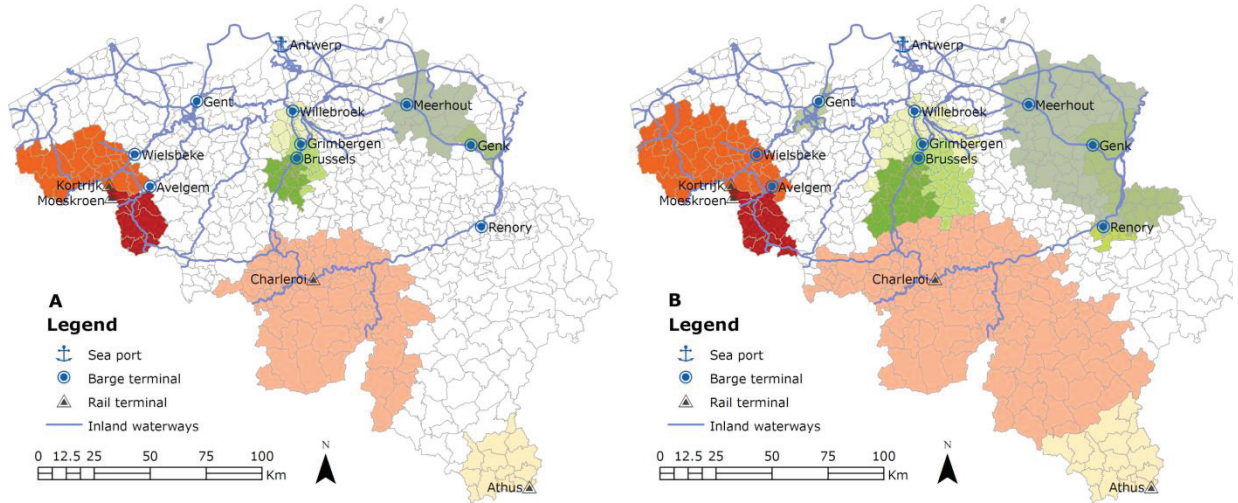 Antwerp
Gent
Willebroek
Meerhout
Grimbergen
Wielsbeke
Brussels
Genk
Kortrijk
Avelgem
Moeskroen
Renory
Charleroi
A
Legend
Sea port
Barge terminal
Rail terminal
Inland waterways
N
0 12.5 25 50 75 100
Km
Athus
Antwerp
Gent
Willebroek
Meerhout
Grimbergen
Wielsbeke
Brussels
Genk
Kortrijk
Avelgem
Moeskroen
Renory
Charleroi
B
Legend
Sea port
Barge terminal
Rail terminal
Inland waterways
N
0 12.5 25 50 75 100
Km
Athus